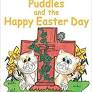 Puddles
and the
Happy Easter Day